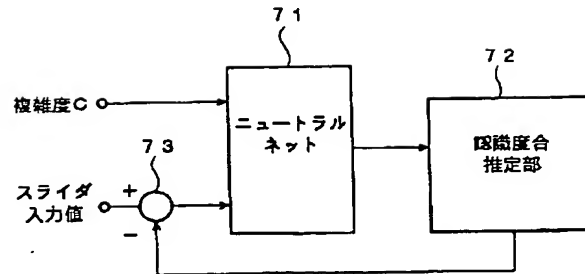 71
72
複雑度C
73
ニュートラル
ネット
認識度合
推定部
スライダ
入力値
+
−